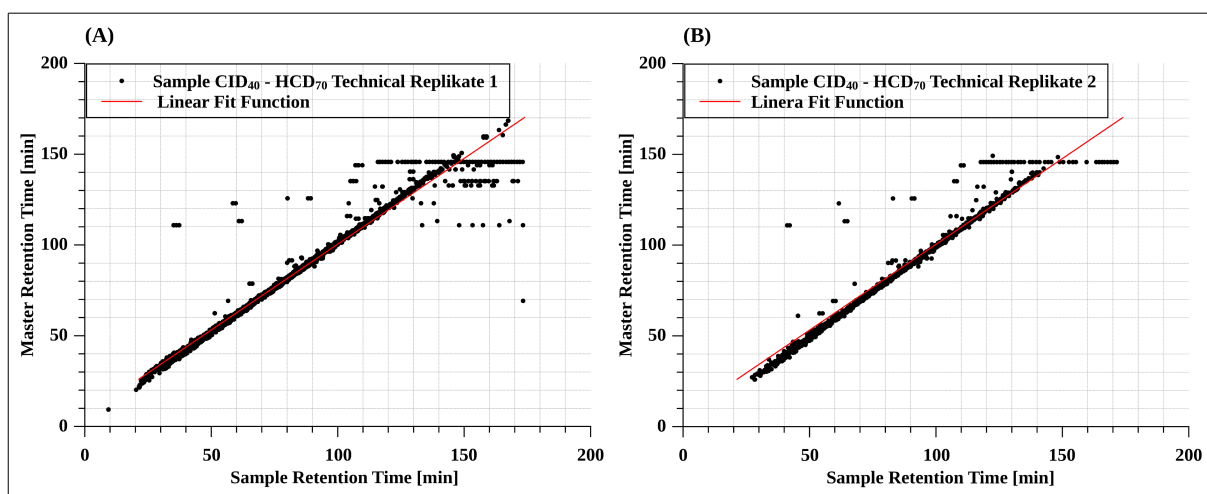 (A)
200
150
100
50
0
Master Retention Time [min]
Sample CID₄₀ - HCD₇₀ Technical Replikate 1
Linear Fit Function
0 50 100 150 200
Sample Retention Time [min]
(B)
200
150
100
50
0
Master Retention Time [min]
Sample CID₄₀ - HCD₇₀ Technical Replikate 2
Linera Fit Function
0 50 100 150 200
Sample Retention Time [min]